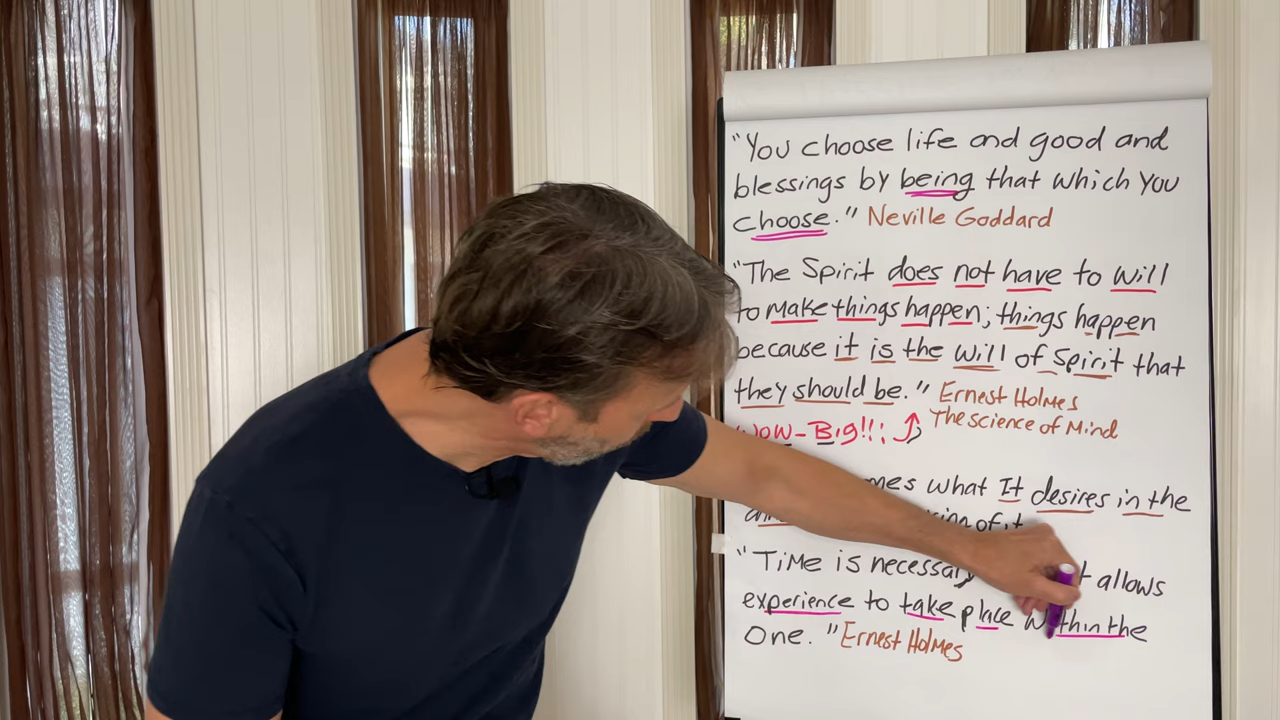 "You choose life and good and
blessings by being that which you
choose." Neville Goddard
"The Spirit does not have to will
to make things happen; things happen
because it is the will of Spirit that
they should be." Ernest Holmes
The Science of Mind
Wow-Big!!:
what It desires in the
of it
"Time is necessary allows
experience to take place within the
One." Ernest Holmes